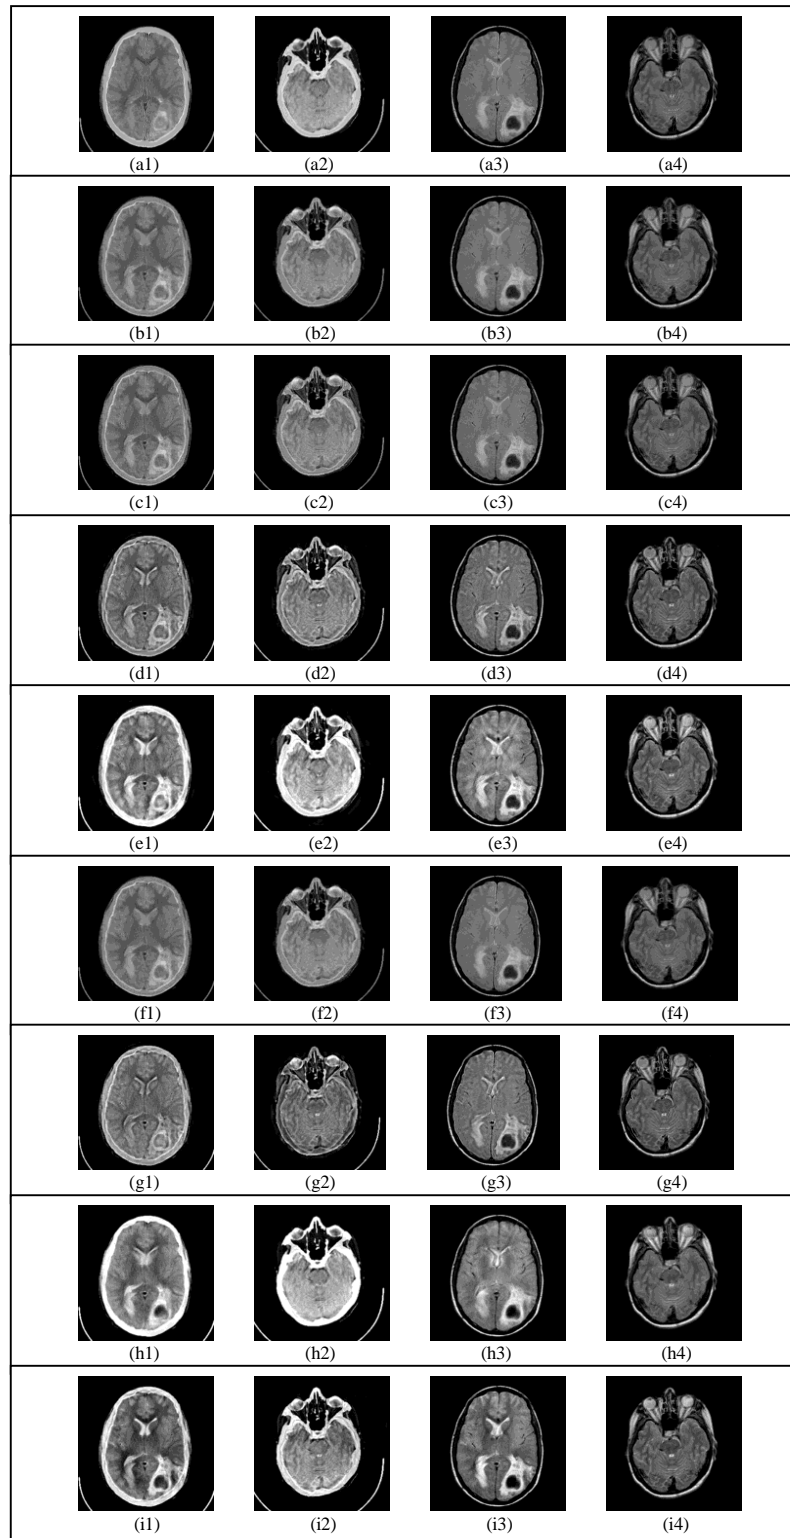 (a1) (a2) (a3) (a4)
(b1) (b2) (b3) (b4)
(c1) (c2) (c3) (c4)
(d1) (d2) (d3) (d4)
(e1) (e2) (e3) (e4)
(f1) (f2) (f3) (f4)
(g1) (g2) (g3) (g4)
(h1) (h2) (h3) (h4)
(i1) (i2) (i3) (i4)